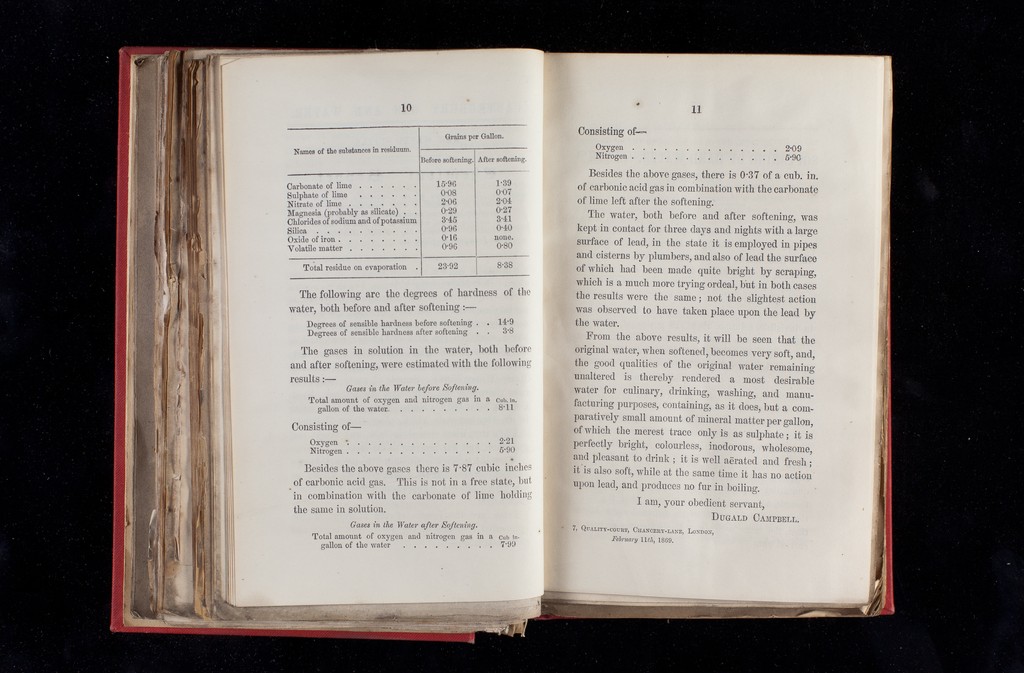 10
Names of the substances in residuum. Grains per Gallon.
Before softening. After softening.
Carbonate of lime . . . . . . 15·96 1·39
Sulphate of lime . . . . . . 0·08 0·07
Nitrate of lime . . . . . . . 2·06 2·04
Magnesia (probably as silicate) . . 0·29 0·27
Chlorides of sodium and of potassium 3·45 3·41
Silica . . . . . . . . . . 0·96 0·40
Oxide of iron . . . . . . . . 0·16 none.
Volatile matter . . . . . . . 0·96 0·80
Total residue on evaporation . 23·92 8·38
The following are the degrees of hardness of the
water, both before and after softening :—
Degrees of sensible hardness before softening . . 14·9
Degrees of sensible hardness after softening . . 3·8
The gases in solution in the water, both before
and after softening, were estimated with the following
results :—
Gases in the Water before Softening.
Total amount of oxygen and nitrogen gas in a Cub. in.
gallon of the water. . . . . . . . . . 8·11
Consisting of—
Oxygen . . . . . . . . . . . . . . 2·21
Nitrogen . . . . . . . . . . . . . . 5·90
Besides the above gases there is 7·87 cubic inches
of carbonic acid gas. This is not in a free state, but
in combination with the carbonate of lime holding
the same in solution.
Gases in the Water after Softening.
Total amount of oxygen and nitrogen gas in a Cub. in.
gallon of the water . . . . . . . . . 7·99
11
Consisting of—
Oxygen . . . . . . . . . . . . . . 2·09
Nitrogen . . . . . . . . . . . . . . 5·90
Besides the above gases, there is 0·37 of a cub. in.
of carbonic acid gas in combination with the carbonate
of lime left after the softening.
The water, both before and after softening, was
kept in contact for three days and nights with a large
surface of lead, in the state it is employed in pipes
and cisterns by plumbers, and also of lead the surface
of which had been made quite bright by scraping,
which is a much more trying ordeal, but in both cases
the results were the same ; not the slightest action
was observed to have taken place upon the lead by
the water.
From the above results, it will be seen that the
original water, when softened, becomes very soft, and,
the good qualities of the original water remaining
unaltered is thereby rendered a most desirable
water for culinary, drinking, washing, and manu-
facturing purposes, containing, as it does, but a com-
paratively small amount of mineral matter per gallon,
of which the merest trace only is as sulphate ; it is
perfectly bright, colourless, inodorous, wholesome,
and pleasant to drink ; it is well aërated and fresh ;
it is also soft, while at the same time it has no action
upon lead, and produces no fur in boiling.
I am, your obedient servant,
DUGALD CAMPBELL.
7, QUALITY-COURT, CHANCERY-LANE, LONDON,
February 11th, 1869.